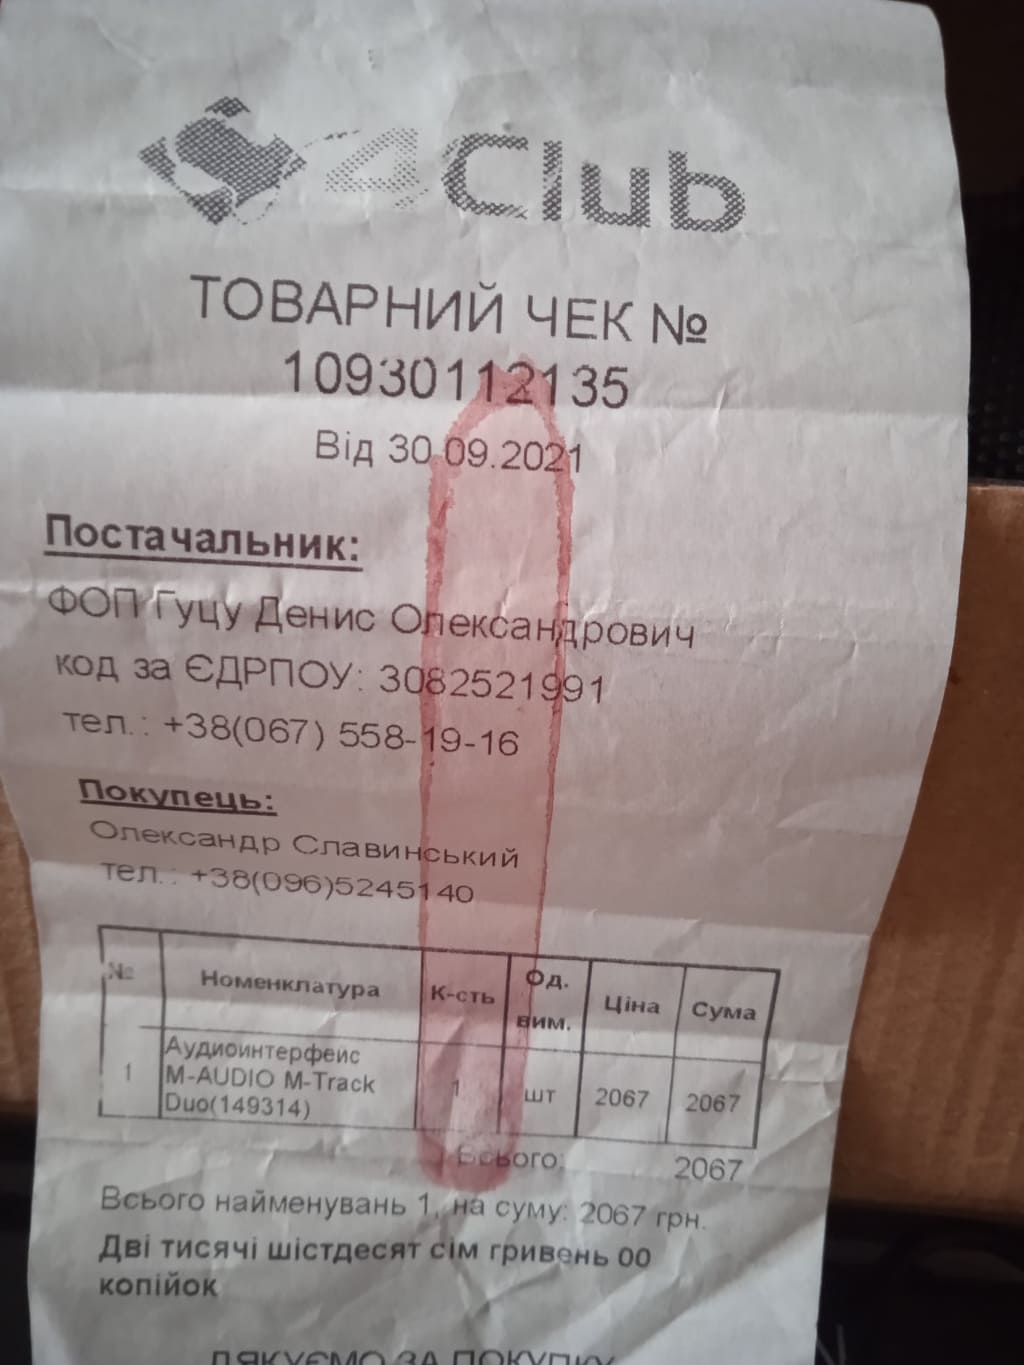 4Club
ТОВАРНИЙ ЧЕК №
10930112135
Від 30.09.2021
Постачальник:
ФОП Гуцу Денис Олександрович
код за ЄДРПОУ: 3082521991
тел.: +38(067) 558-19-16
Покупець:
Олександр Славинський
тел.: +38(096)5245140
№ Номенклатура К-сть Од. вим. Ціна Сума
1 Аудиоинтерфейс M-AUDIO M-Track Duo(149314) 1 шт 2067 2067
Всього: 2067
Всього найменувань 1, на суму: 2067 грн.
Дві тисячі шістдесят сім гривень 00
копійок
ДЯКУЄМО ЗА ПОКУПКУ